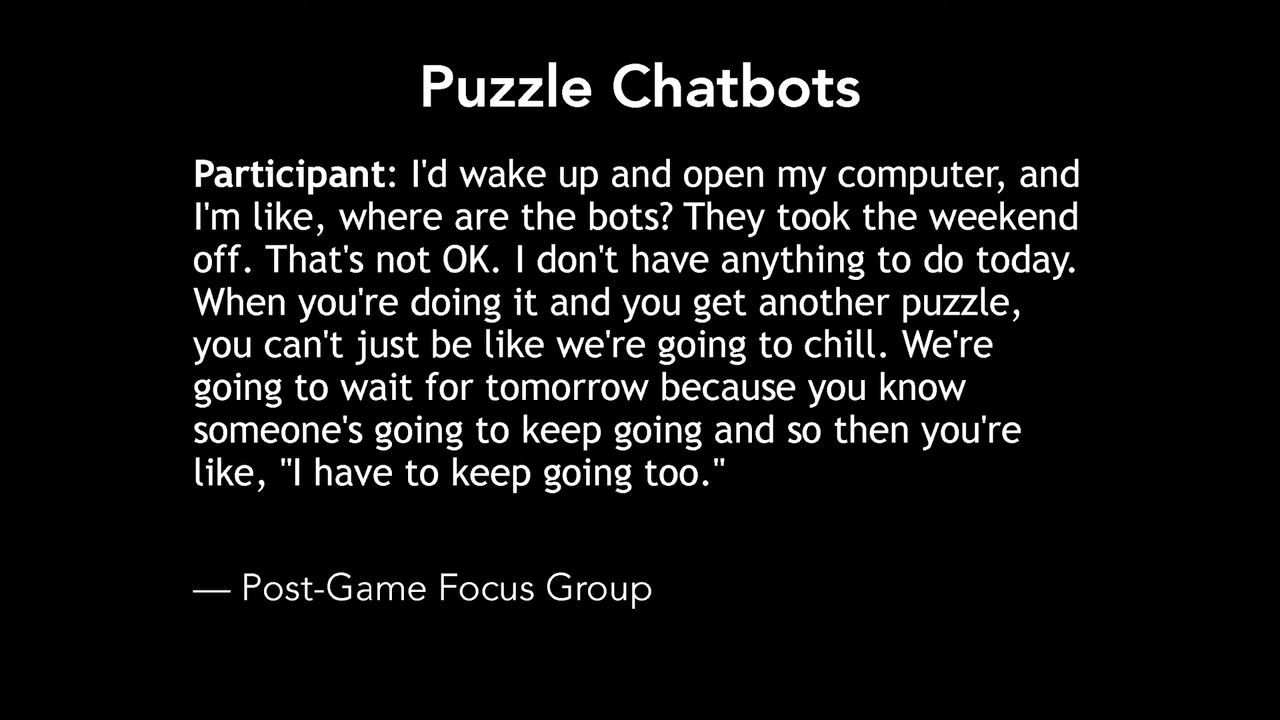 Puzzle Chatbots
Participant: I'd wake up and open my computer, and
I'm like, where are the bots? They took the weekend
off. That's not OK. I don't have anything to do today.
When you're doing it and you get another puzzle,
you can't just be like we're going to chill. We're
going to wait for tomorrow because you know
someone's going to keep going and so then you're
like, "I have to keep going too."
— Post-Game Focus Group